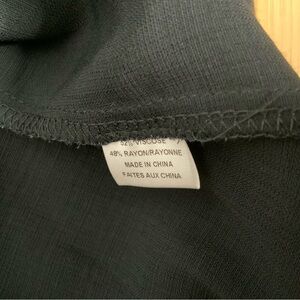 52% VISCOSE
48% RAYON/RAYONNE
MADE IN CHINA
FAITES AUX CHINA